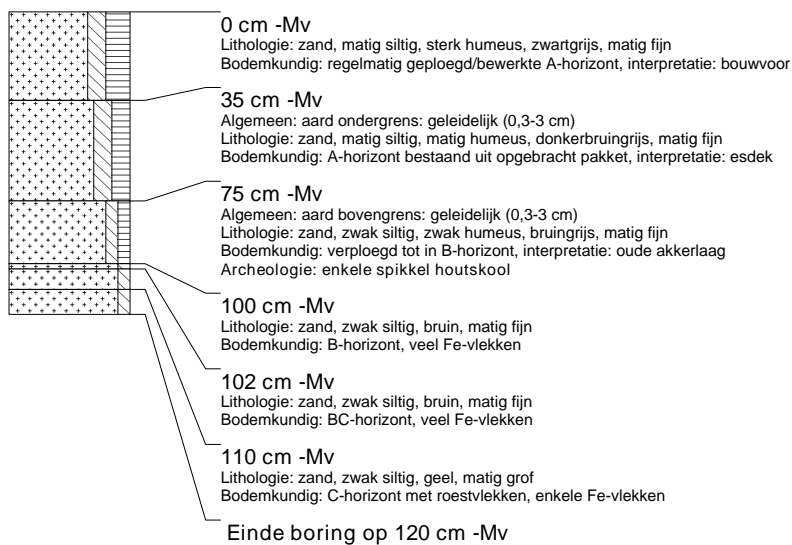 0 cm -Mv
Lithologie: zand, matig siltig, sterk humeus, zwartgrijs, matig fijn
Bodemkundig: regelmatig geploegd/bewerkte A-horizont, interpretatie: bouwvoor
35 cm -Mv
Algemeen: aard ondergrens: geleidelijk (0,3-3 cm)
Lithologie: zand, matig siltig, matig humeus, donkerbruingrijs, matig fijn
Bodemkundig: A-horizont bestaand uit opgebracht pakket, interpretatie: esdek
75 cm -Mv
Algemeen: aard bovengrens: geleidelijk (0,3-3 cm)
Lithologie: zand, zwak siltig, zwak humeus, bruingrijs, matig fijn
Bodemkundig: verploegd tot in B-horizont, interpretatie: oude akkerlaag
Archeologie: enkele spikkel houtskool
100 cm -Mv
Lithologie: zand, zwak siltig, bruin, matig fijn
Bodemkundig: B-horizont, veel Fe-vlekken
102 cm -Mv
Lithologie: zand, zwak siltig, bruin, matig fijn
Bodemkundig: BC-horizont, veel Fe-vlekken
110 cm -Mv
Lithologie: zand, zwak siltig, geel, matig grof
Bodemkundig: C-horizont met roestvlekken, enkele Fe-vlekken
Einde boring op 120 cm -Mv